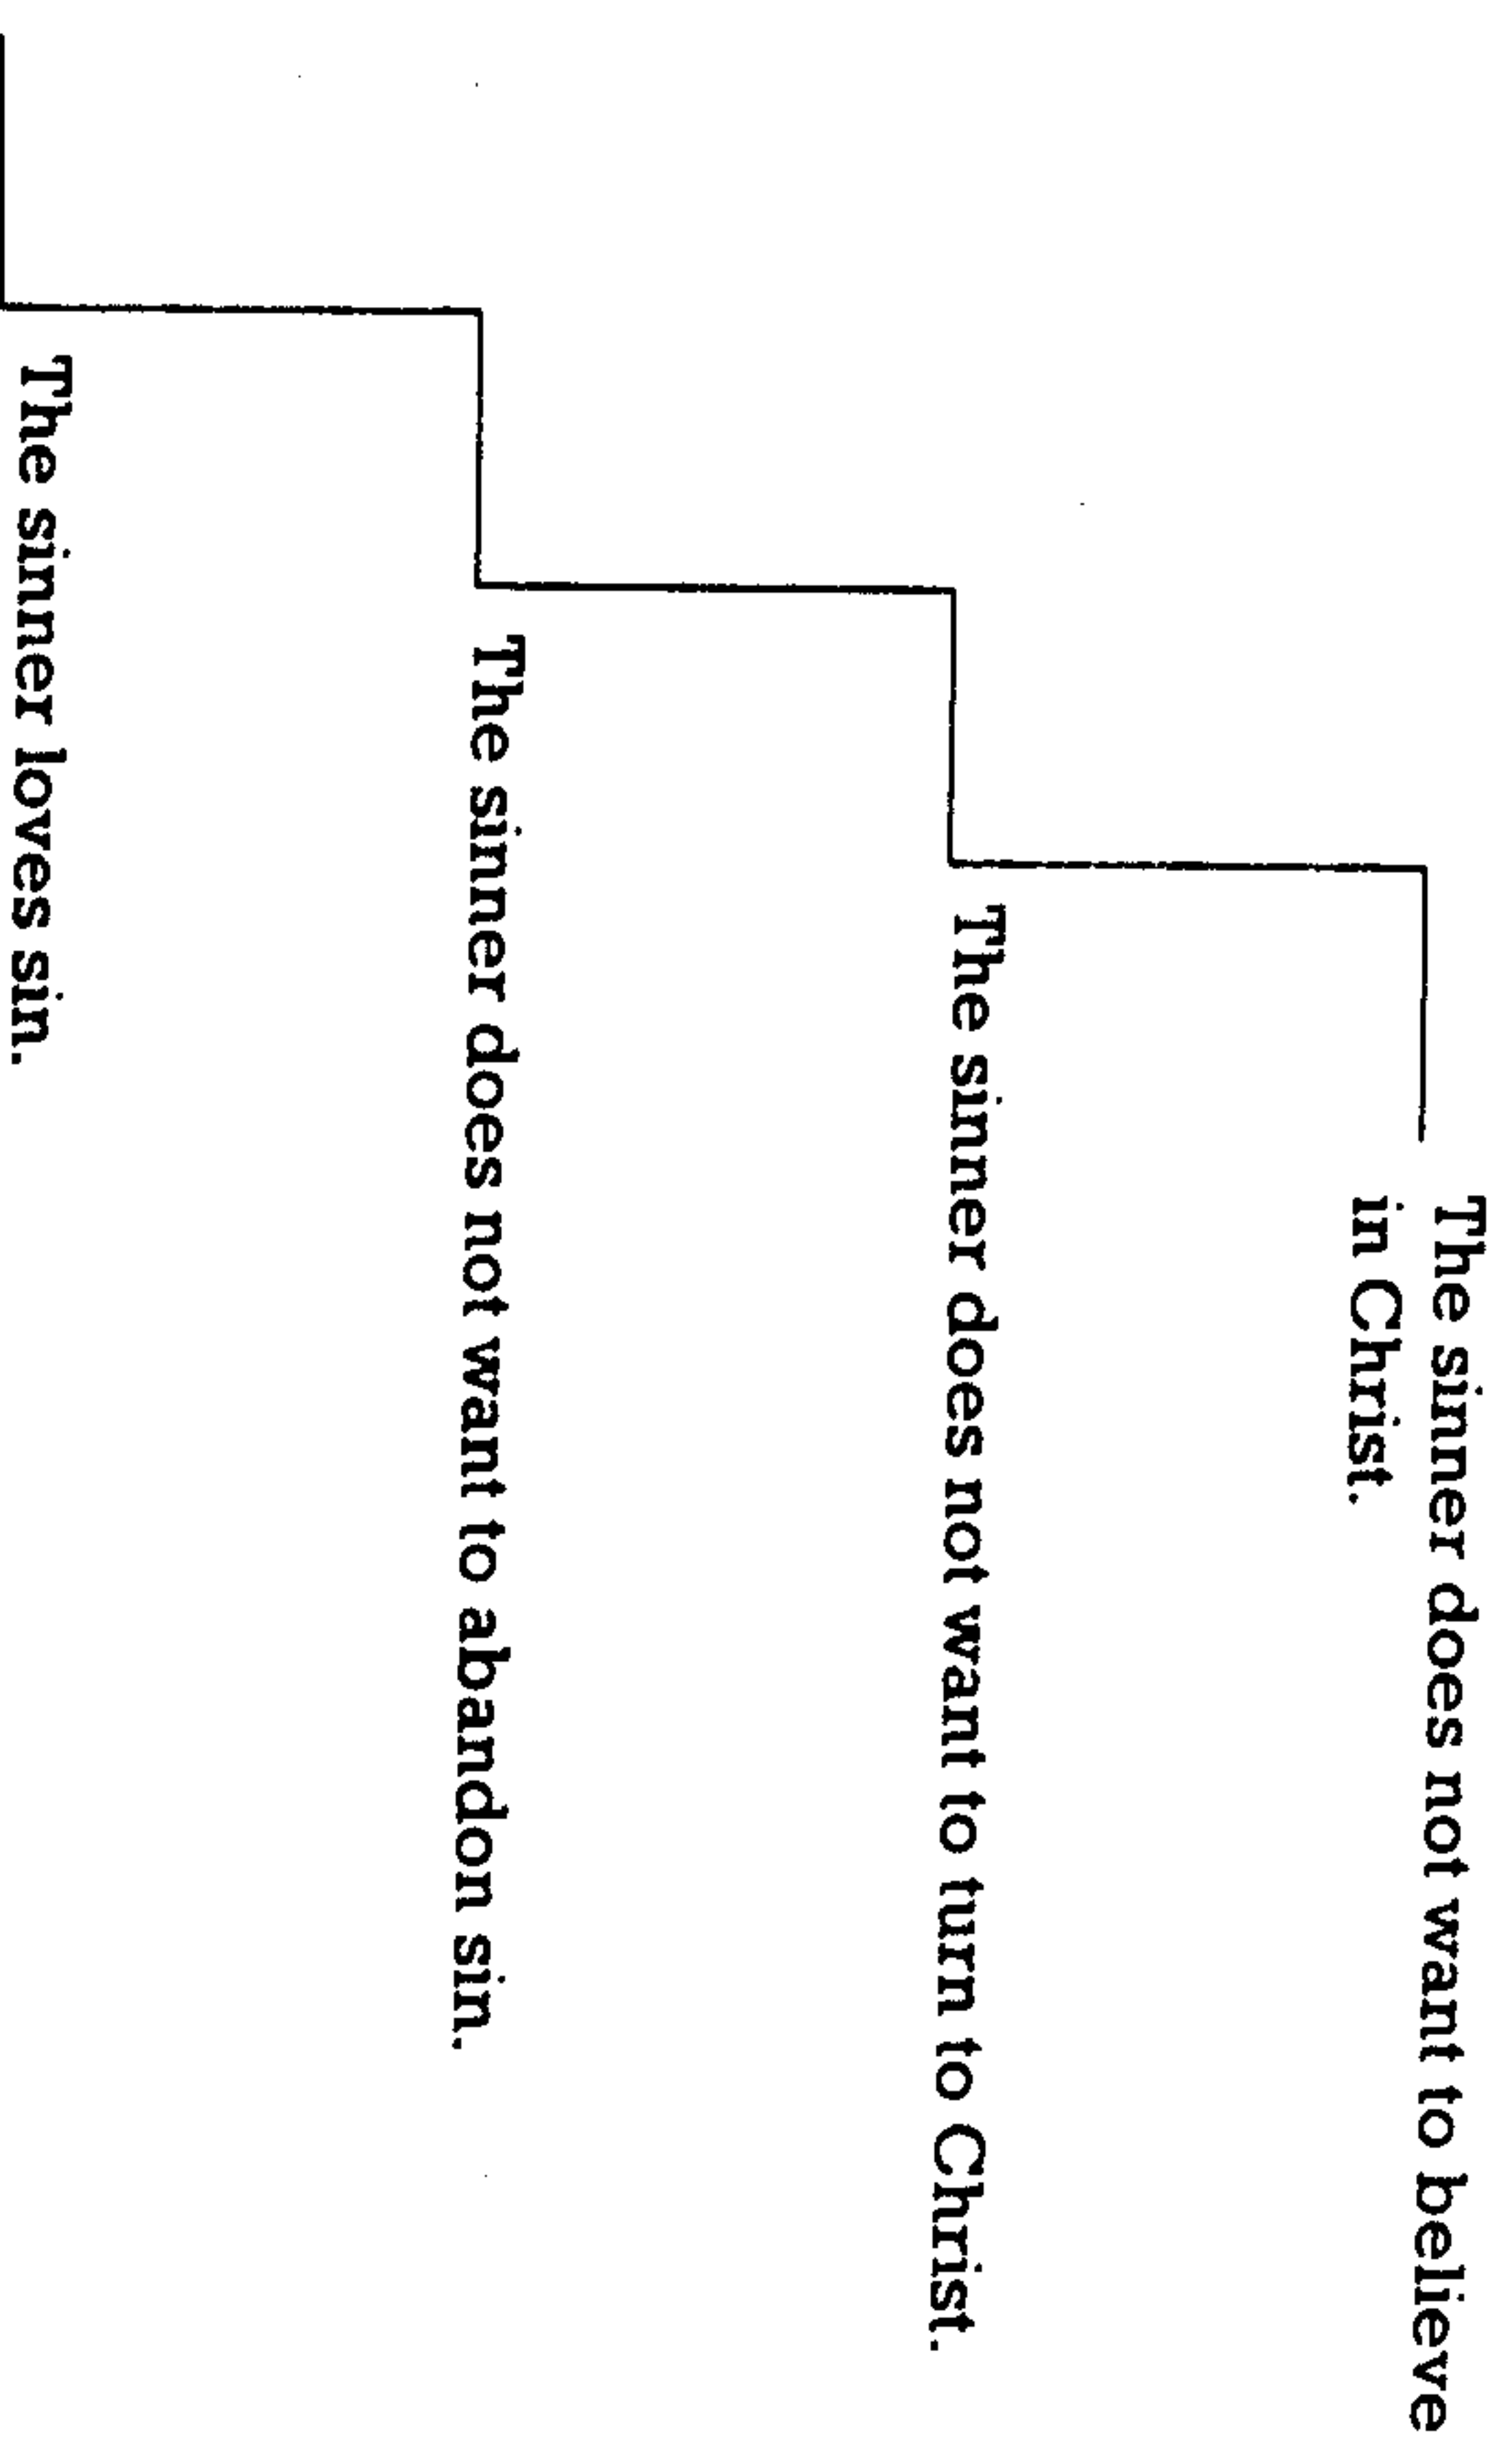 The sinner does not want to believe
in Christ.
The sinner does not want to turn to Christ.
The sinner does not want to abandon sin.
The sinner loves sin.